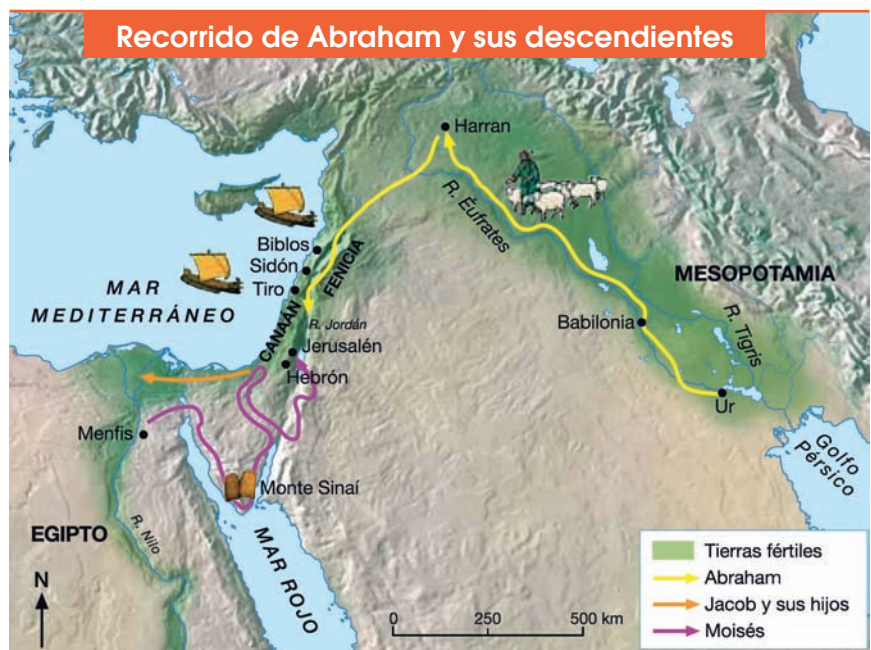 Recorrido de Abraham y sus descendientes
Harran
R. Éufrates
MESOPOTAMIA
R. Tigris
Babilonia
Ur
Golfo
Pérsico
Biblos
Sidón
Tiro
FENICIA
CANAÁN
R. Jordán
Jerusalén
Hebrón
MAR
MEDITERRÁNEO
Menfis
Monte Sinaí
EGIPTO
R. Nilo
MAR ROJO
N
0 250 500 km
Tierras fértiles
Abraham
Jacob y sus hijos
Moisés